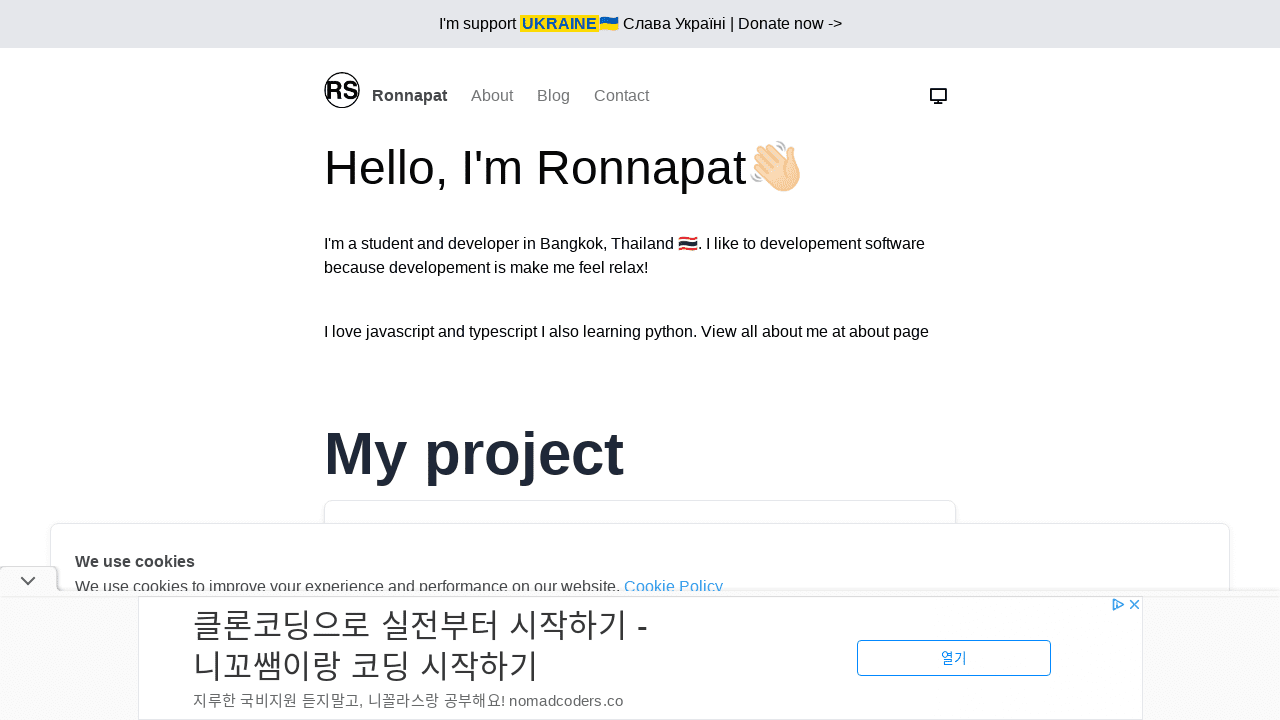 I'm support UKRAINE🇺🇦 Слава Україні | Donate now ->
RS Ronnapat About Blog Contact
Hello, I'm Ronnapat👋🏻
I'm a student and developer in Bangkok, Thailand 🇹🇭. I like to developement software
because developement is make me feel relax!
I love javascript and typescript I also learning python. View all about me at about page
My project
We use cookies
We use cookies to improve your experience and performance on our website. Cookie Policy
클론코딩으로 실전부터 시작하기 -
니꼬쌤이랑 코딩 시작하기
지루한 국비지원 듣지말고, 니꼴라스랑 공부해요! nomadcoders.co
열기